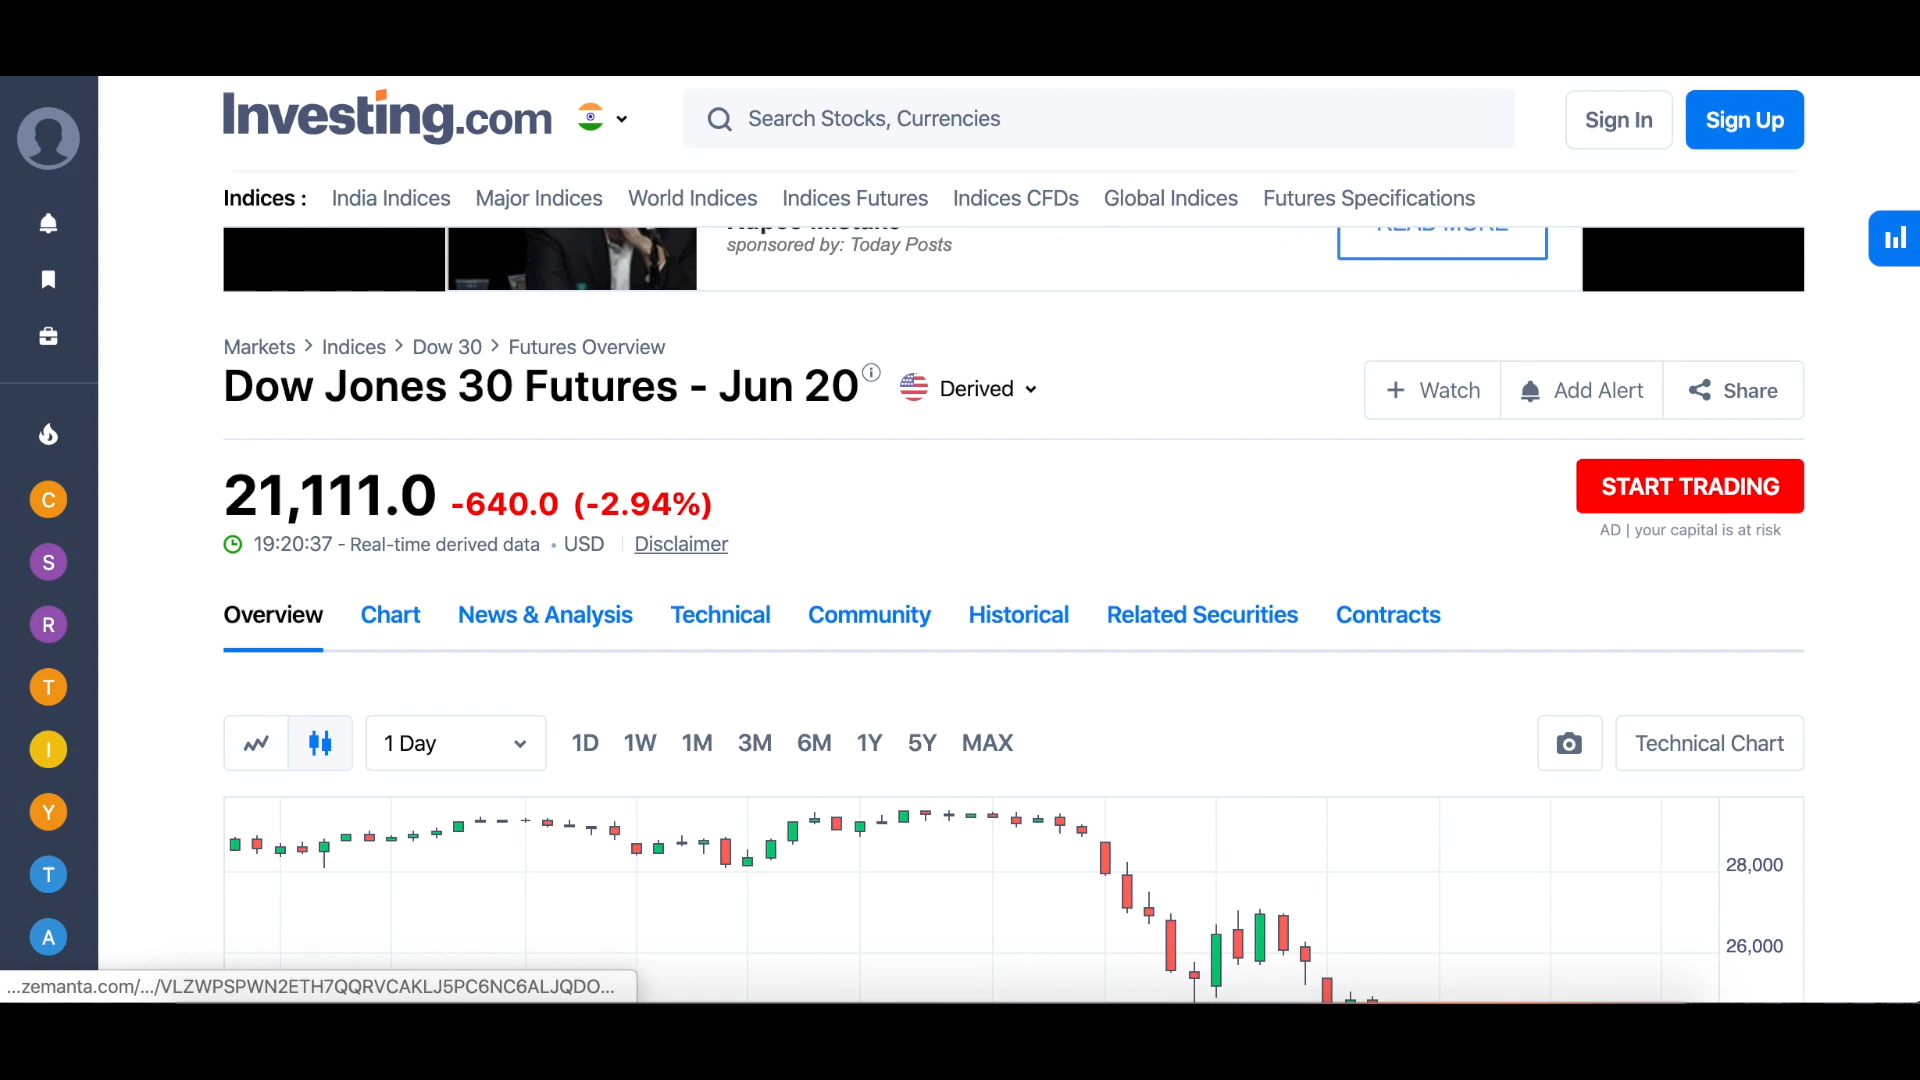 Investing.com
Search Stocks, Currencies
Sign In
Sign Up
Indices :
India Indices
Major Indices
World Indices
Indices Futures
Indices CFDs
Global Indices
Futures Specifications
sponsored by: Today Posts
READ MORE
Markets > Indices > Dow 30 > Futures Overview
Dow Jones 30 Futures - Jun 20
Derived
+ Watch
Add Alert
Share
21,111.0 -640.0 (-2.94%)
START TRADING
19:20:37 - Real-time derived data • USD
Disclaimer
AD | your capital is at risk
Overview
Chart
News & Analysis
Technical
Community
Historical
Related Securities
Contracts
1 Day
1D
1W
1M
3M
6M
1Y
5Y
MAX
Technical Chart
28,000
26,000
C
S
R
T
I
Y
T
A
...zemanta.com/.../VLZWPSPWN2ETH7QQRVCAKLJ5PC6NC6ALJQDO...